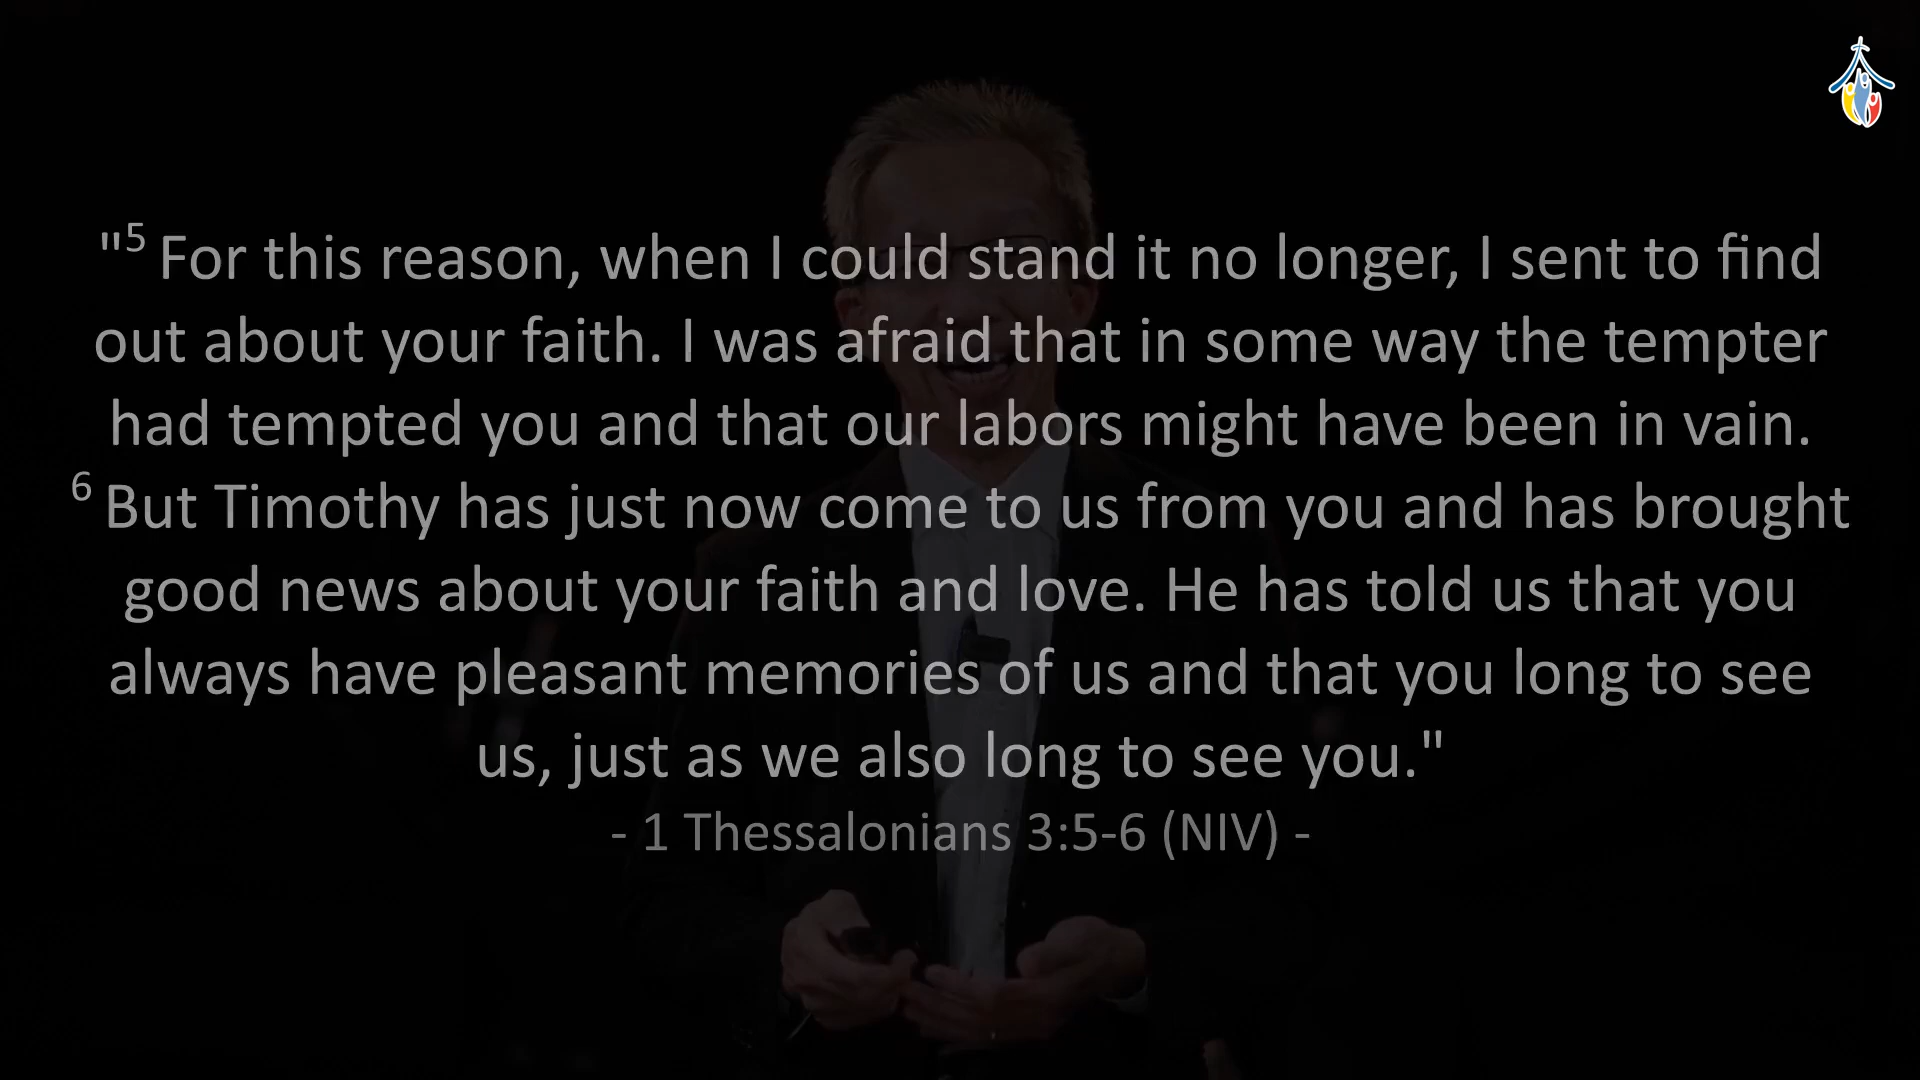 "5 For this reason, when I could stand it no longer, I sent to find
out about your faith. I was afraid that in some way the tempter
had tempted you and that our labors might have been in vain.
6 But Timothy has just now come to us from you and has brought
good news about your faith and love. He has told us that you
always have pleasant memories of us and that you long to see
us, just as we also long to see you."
- 1 Thessalonians 3:5-6 (NIV) -